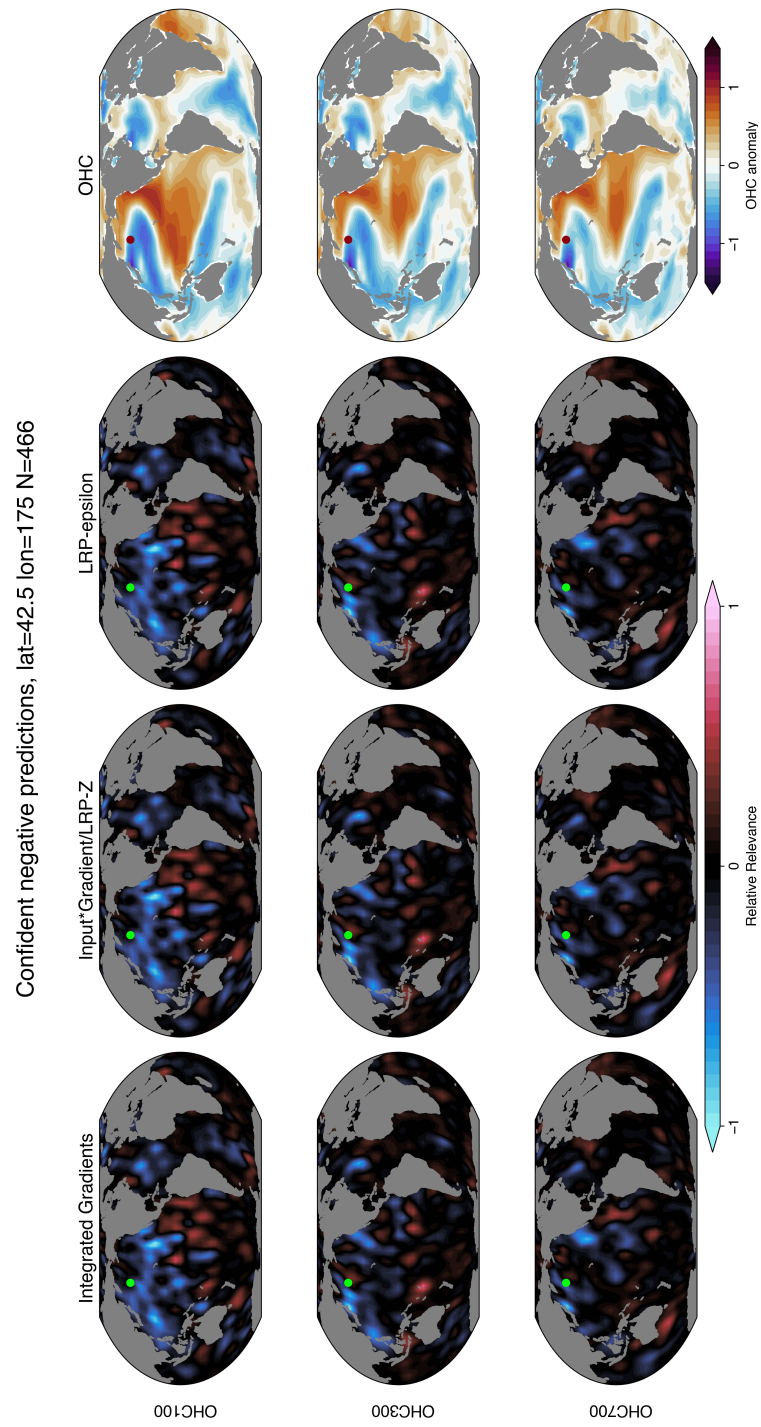 Confident negative predictions, lat=42.5 lon=175 N=466
Integrated Gradients
Input*Gradient/LRP-Z
LRP-epsilon
OHC
OHC100
OHC300
OHC700
−1
0
1
Relative Relevance
−1
0
1
OHC anomaly